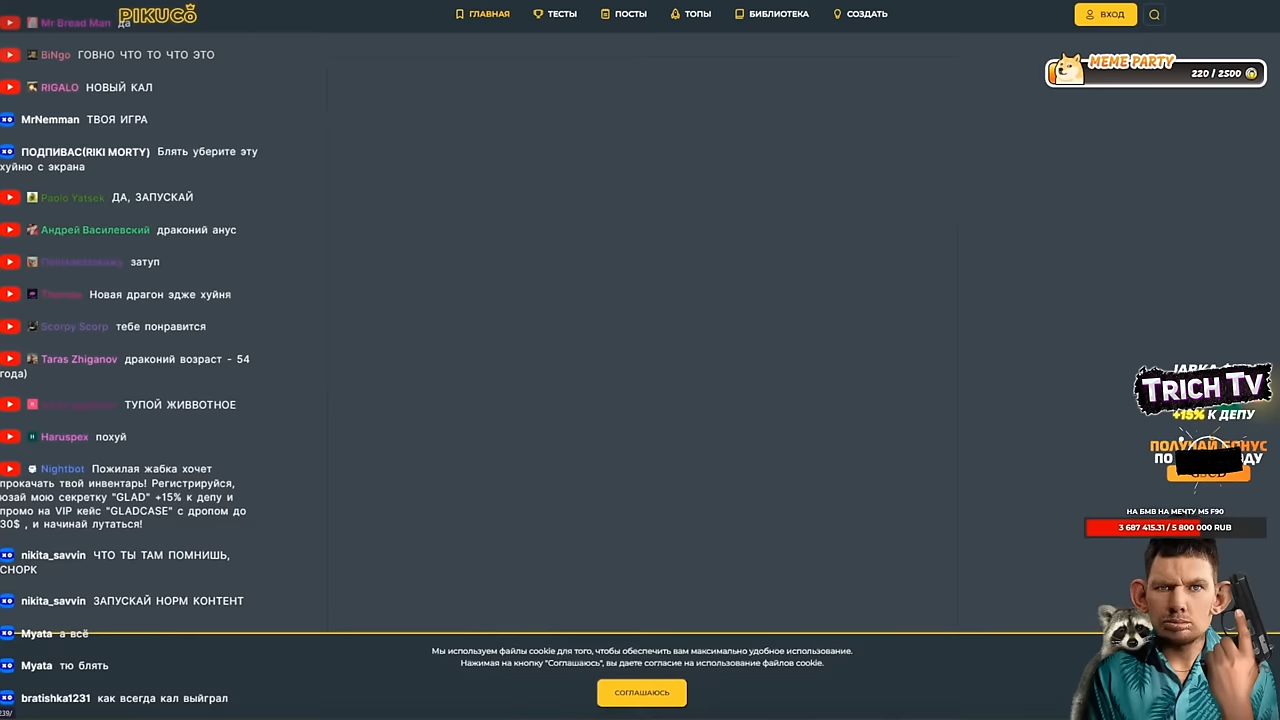 PIKUCO
ГЛАВНАЯ
ТЕСТЫ
ПОСТЫ
ТОПЫ
БИБЛИОТЕКА
СОЗДАТЬ
ВХОД
Mr Bread Man да
BiNgo ГОВНО ЧТО ТО ЧТО ЭТО
RIGALO НОВЫЙ КАЛ
MrNemman ТВОЯ ИГРА
ПОДПИВАС(RIKI MORTY) Блять уберите эту
хуйню с экрана
Paolo Yatsek ДА, ЗАПУСКАЙ
Андрей Василевский драконий анус
затуп
Новая драгон эдже хуйня
Scorpy Scorp тебе понравится
Taras Zhiganov драконий возраст - 54
года)
ТУПОЙ ЖИВВОТНОЕ
Haruspex похуй
Nightbot Пожилая жабка хочет
прокачать твой инвентарь! Регистрируйся,
юзай мою секретку "GLAD" +15% к депу и
промо на VIP кейс "GLADCASE" с дропом до
30$ , и начинай лутаться!
nikita_savvin ЧТО ТЫ ТАМ ПОМНИШЬ,
СНОРК
nikita_savvin ЗАПУСКАЙ НОРМ КОНТЕНТ
Myata а всё
Myata тю блять
bratishka1231 как всегда кал выйграл
239/
MEME PARTY
220 / 2500
TRICH TV
+15% К ДЕПУ
ПОЛУЧАЙ БОНУС
ПО
НА БМВ НА МЕЧТУ M5 F90
3 687 415.31 / 5 800 000 RUB
Мы используем файлы cookie для того, чтобы обеспечить вам максимально удобное использование.
Нажимая на кнопку "Соглашаюсь", вы даете согласие на использование файлов cookie.
СОГЛАШАЮСЬ